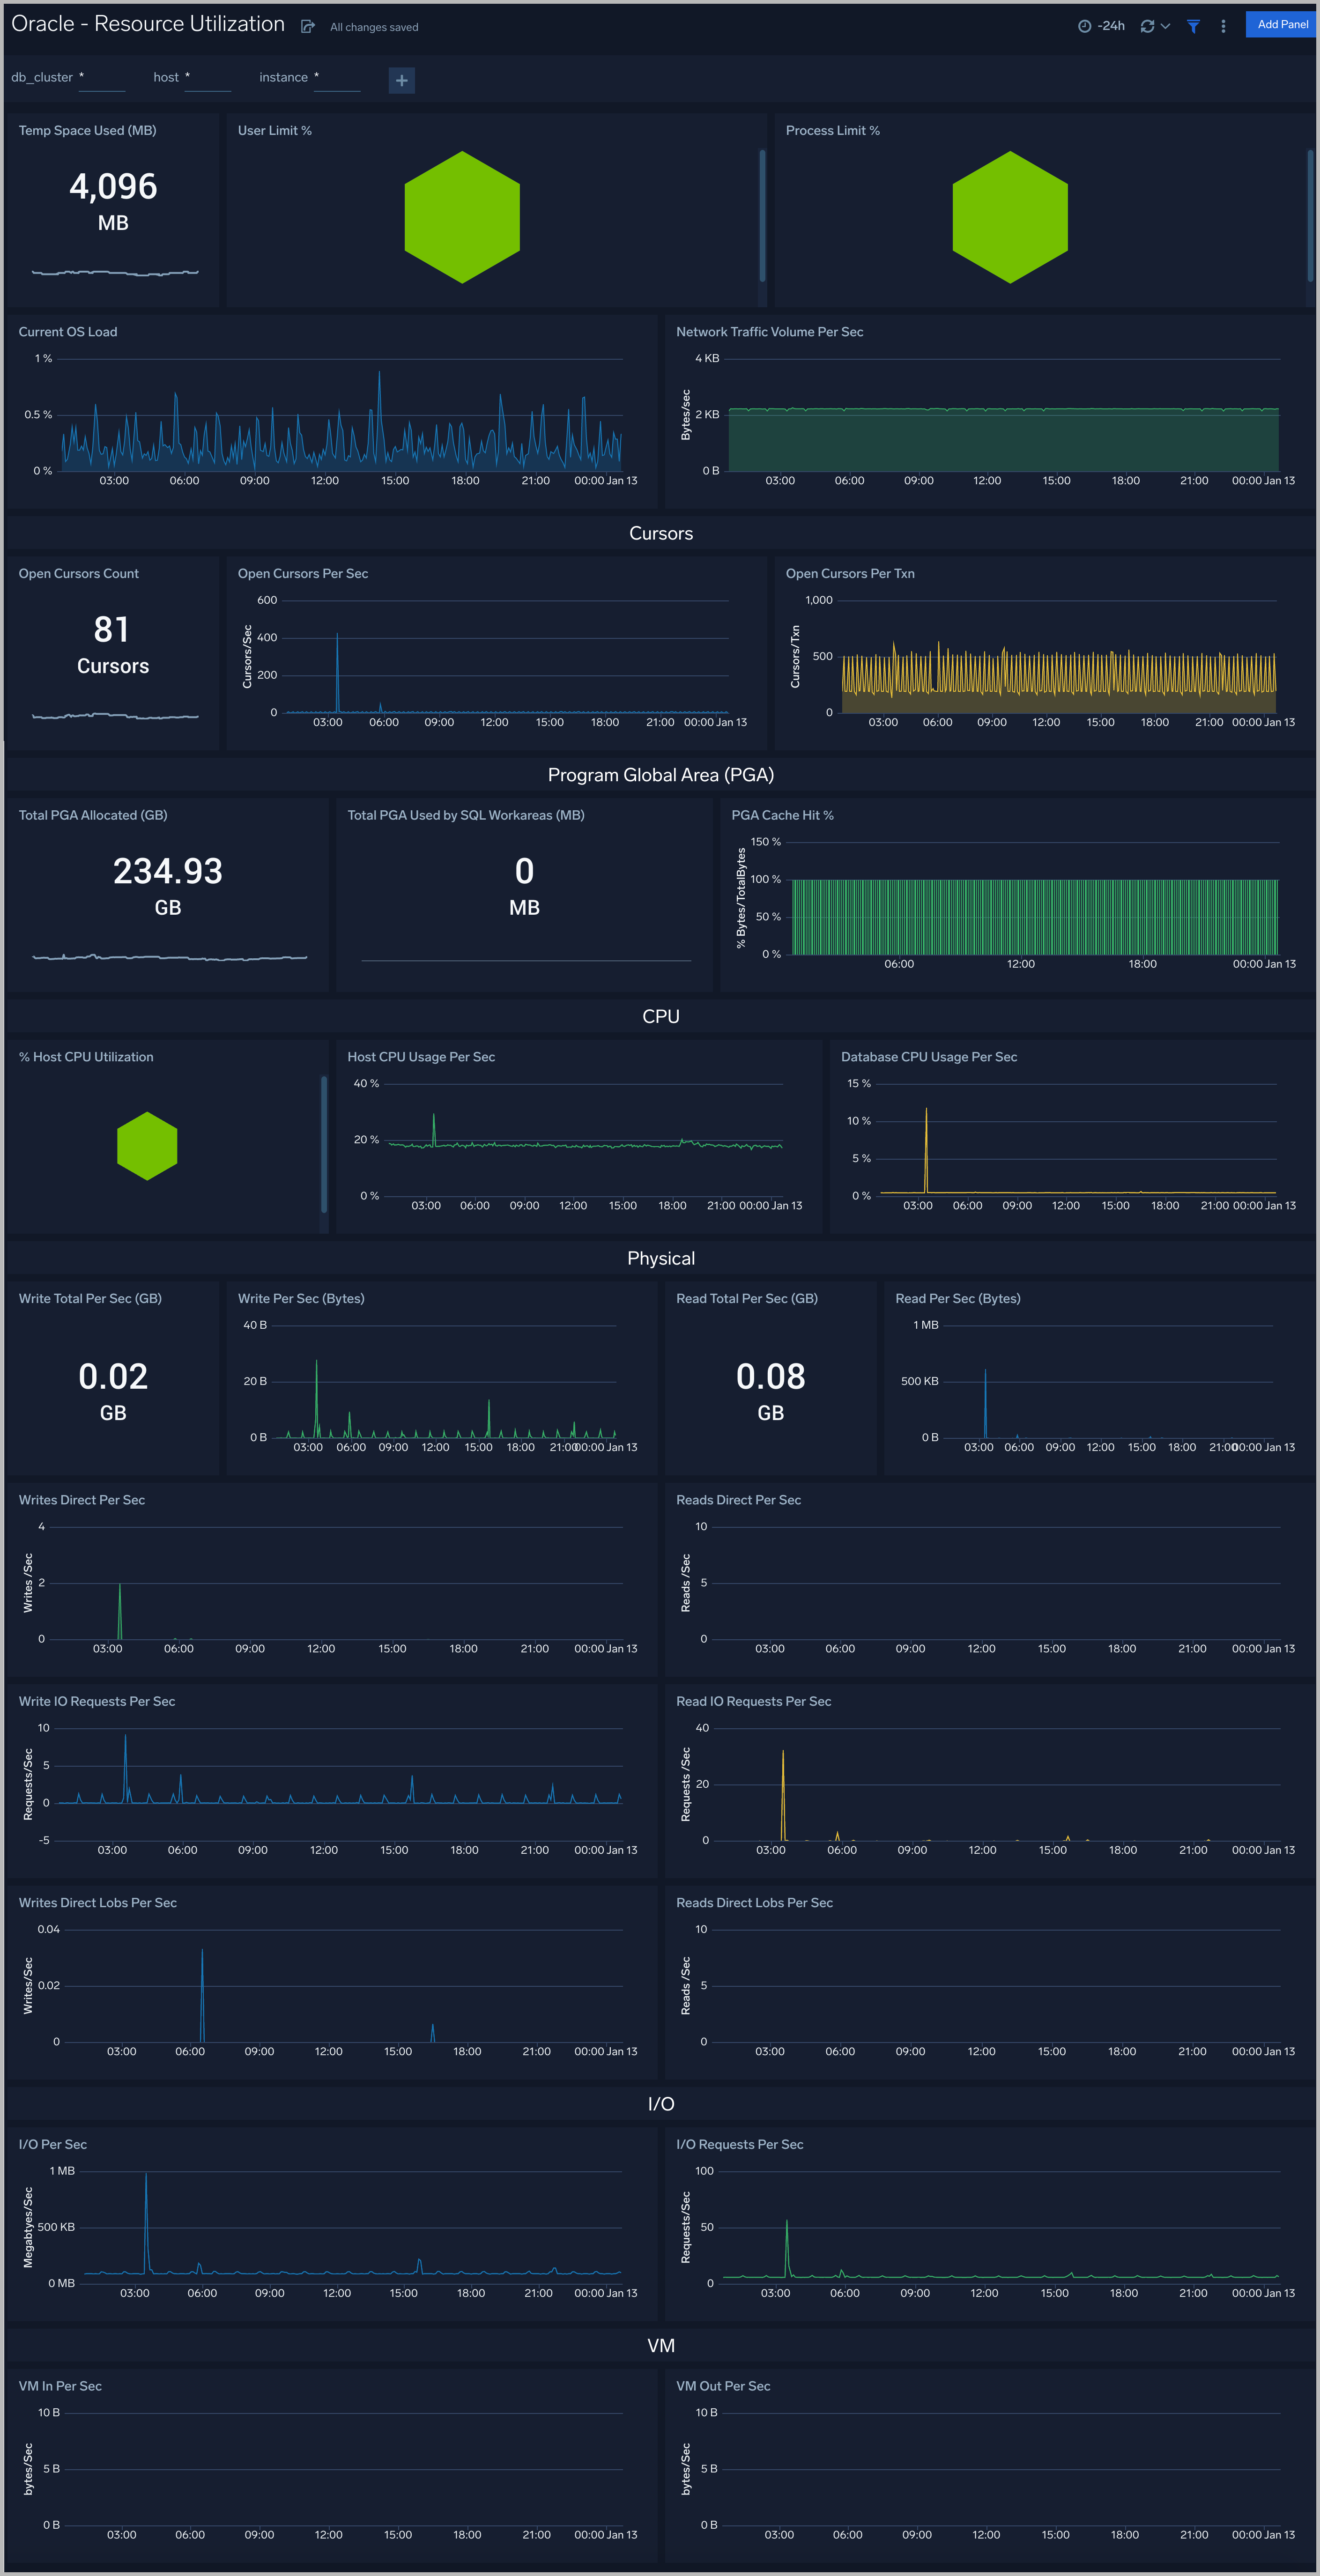 Oracle - Resource Utilization
All changes saved
-24h
Add Panel
db_cluster *
host *
instance *
Temp Space Used (MB)
4,096
MB
User Limit %
Process Limit %
Current OS Load
1 %
0.5 %
0 %
03:00 06:00 09:00 12:00 15:00 18:00 21:00 00:00 Jan 13
Network Traffic Volume Per Sec
Bytes/sec
4 KB
2 KB
0 B
03:00 06:00 09:00 12:00 15:00 18:00 21:00 00:00 Jan 13
Cursors
Open Cursors Count
81
Cursors
Open Cursors Per Sec
Cursors/Sec
600
400
200
0
03:00 06:00 09:00 12:00 15:00 18:00 21:00 00:00 Jan 13
Open Cursors Per Txn
Cursors/Txn
1,000
500
0
03:00 06:00 09:00 12:00 15:00 18:00 21:00 00:00 Jan 13
Program Global Area (PGA)
Total PGA Allocated (GB)
234.93
GB
Total PGA Used by SQL Workareas (MB)
0
MB
PGA Cache Hit %
% Bytes/TotalBytes
150 %
100 %
50 %
0 %
06:00 12:00 18:00 00:00 Jan 13
CPU
% Host CPU Utilization
Host CPU Usage Per Sec
40 %
20 %
0 %
03:00 06:00 09:00 12:00 15:00 18:00 21:00 00:00 Jan 13
Database CPU Usage Per Sec
15 %
10 %
5 %
0 %
03:00 06:00 09:00 12:00 15:00 18:00 21:00 00:00 Jan 13
Physical
Write Total Per Sec (GB)
0.02
GB
Write Per Sec (Bytes)
40 B
20 B
0 B
03:00 06:00 09:00 12:00 15:00 18:00 21:00 00:00 Jan 13
Read Total Per Sec (GB)
0.08
GB
Read Per Sec (Bytes)
1 MB
500 KB
0 B
03:00 06:00 09:00 12:00 15:00 18:00 21:00 00:00 Jan 13
Writes Direct Per Sec
Writes /Sec
4
2
0
03:00 06:00 09:00 12:00 15:00 18:00 21:00 00:00 Jan 13
Reads Direct Per Sec
Reads /Sec
10
5
0
03:00 06:00 09:00 12:00 15:00 18:00 21:00 00:00 Jan 13
Write IO Requests Per Sec
Requests/Sec
10
5
0
-5
03:00 06:00 09:00 12:00 15:00 18:00 21:00 00:00 Jan 13
Read IO Requests Per Sec
Requests /Sec
40
20
0
03:00 06:00 09:00 12:00 15:00 18:00 21:00 00:00 Jan 13
Writes Direct Lobs Per Sec
Writes/Sec
0.04
0.02
0
03:00 06:00 09:00 12:00 15:00 18:00 21:00 00:00 Jan 13
Reads Direct Lobs Per Sec
Reads /Sec
10
5
0
03:00 06:00 09:00 12:00 15:00 18:00 21:00 00:00 Jan 13
I/O
I/O Per Sec
Megabtyes/Sec
1 MB
500 KB
0 MB
03:00 06:00 09:00 12:00 15:00 18:00 21:00 00:00 Jan 13
I/O Requests Per Sec
Requests/Sec
100
50
0
03:00 06:00 09:00 12:00 15:00 18:00 21:00 00:00 Jan 13
VM
VM In Per Sec
bytes/Sec
10 B
5 B
0 B
03:00 06:00 09:00 12:00 15:00 18:00 21:00 00:00 Jan 13
VM Out Per Sec
bytes/Sec
10 B
5 B
0 B
03:00 06:00 09:00 12:00 15:00 18:00 21:00 00:00 Jan 13